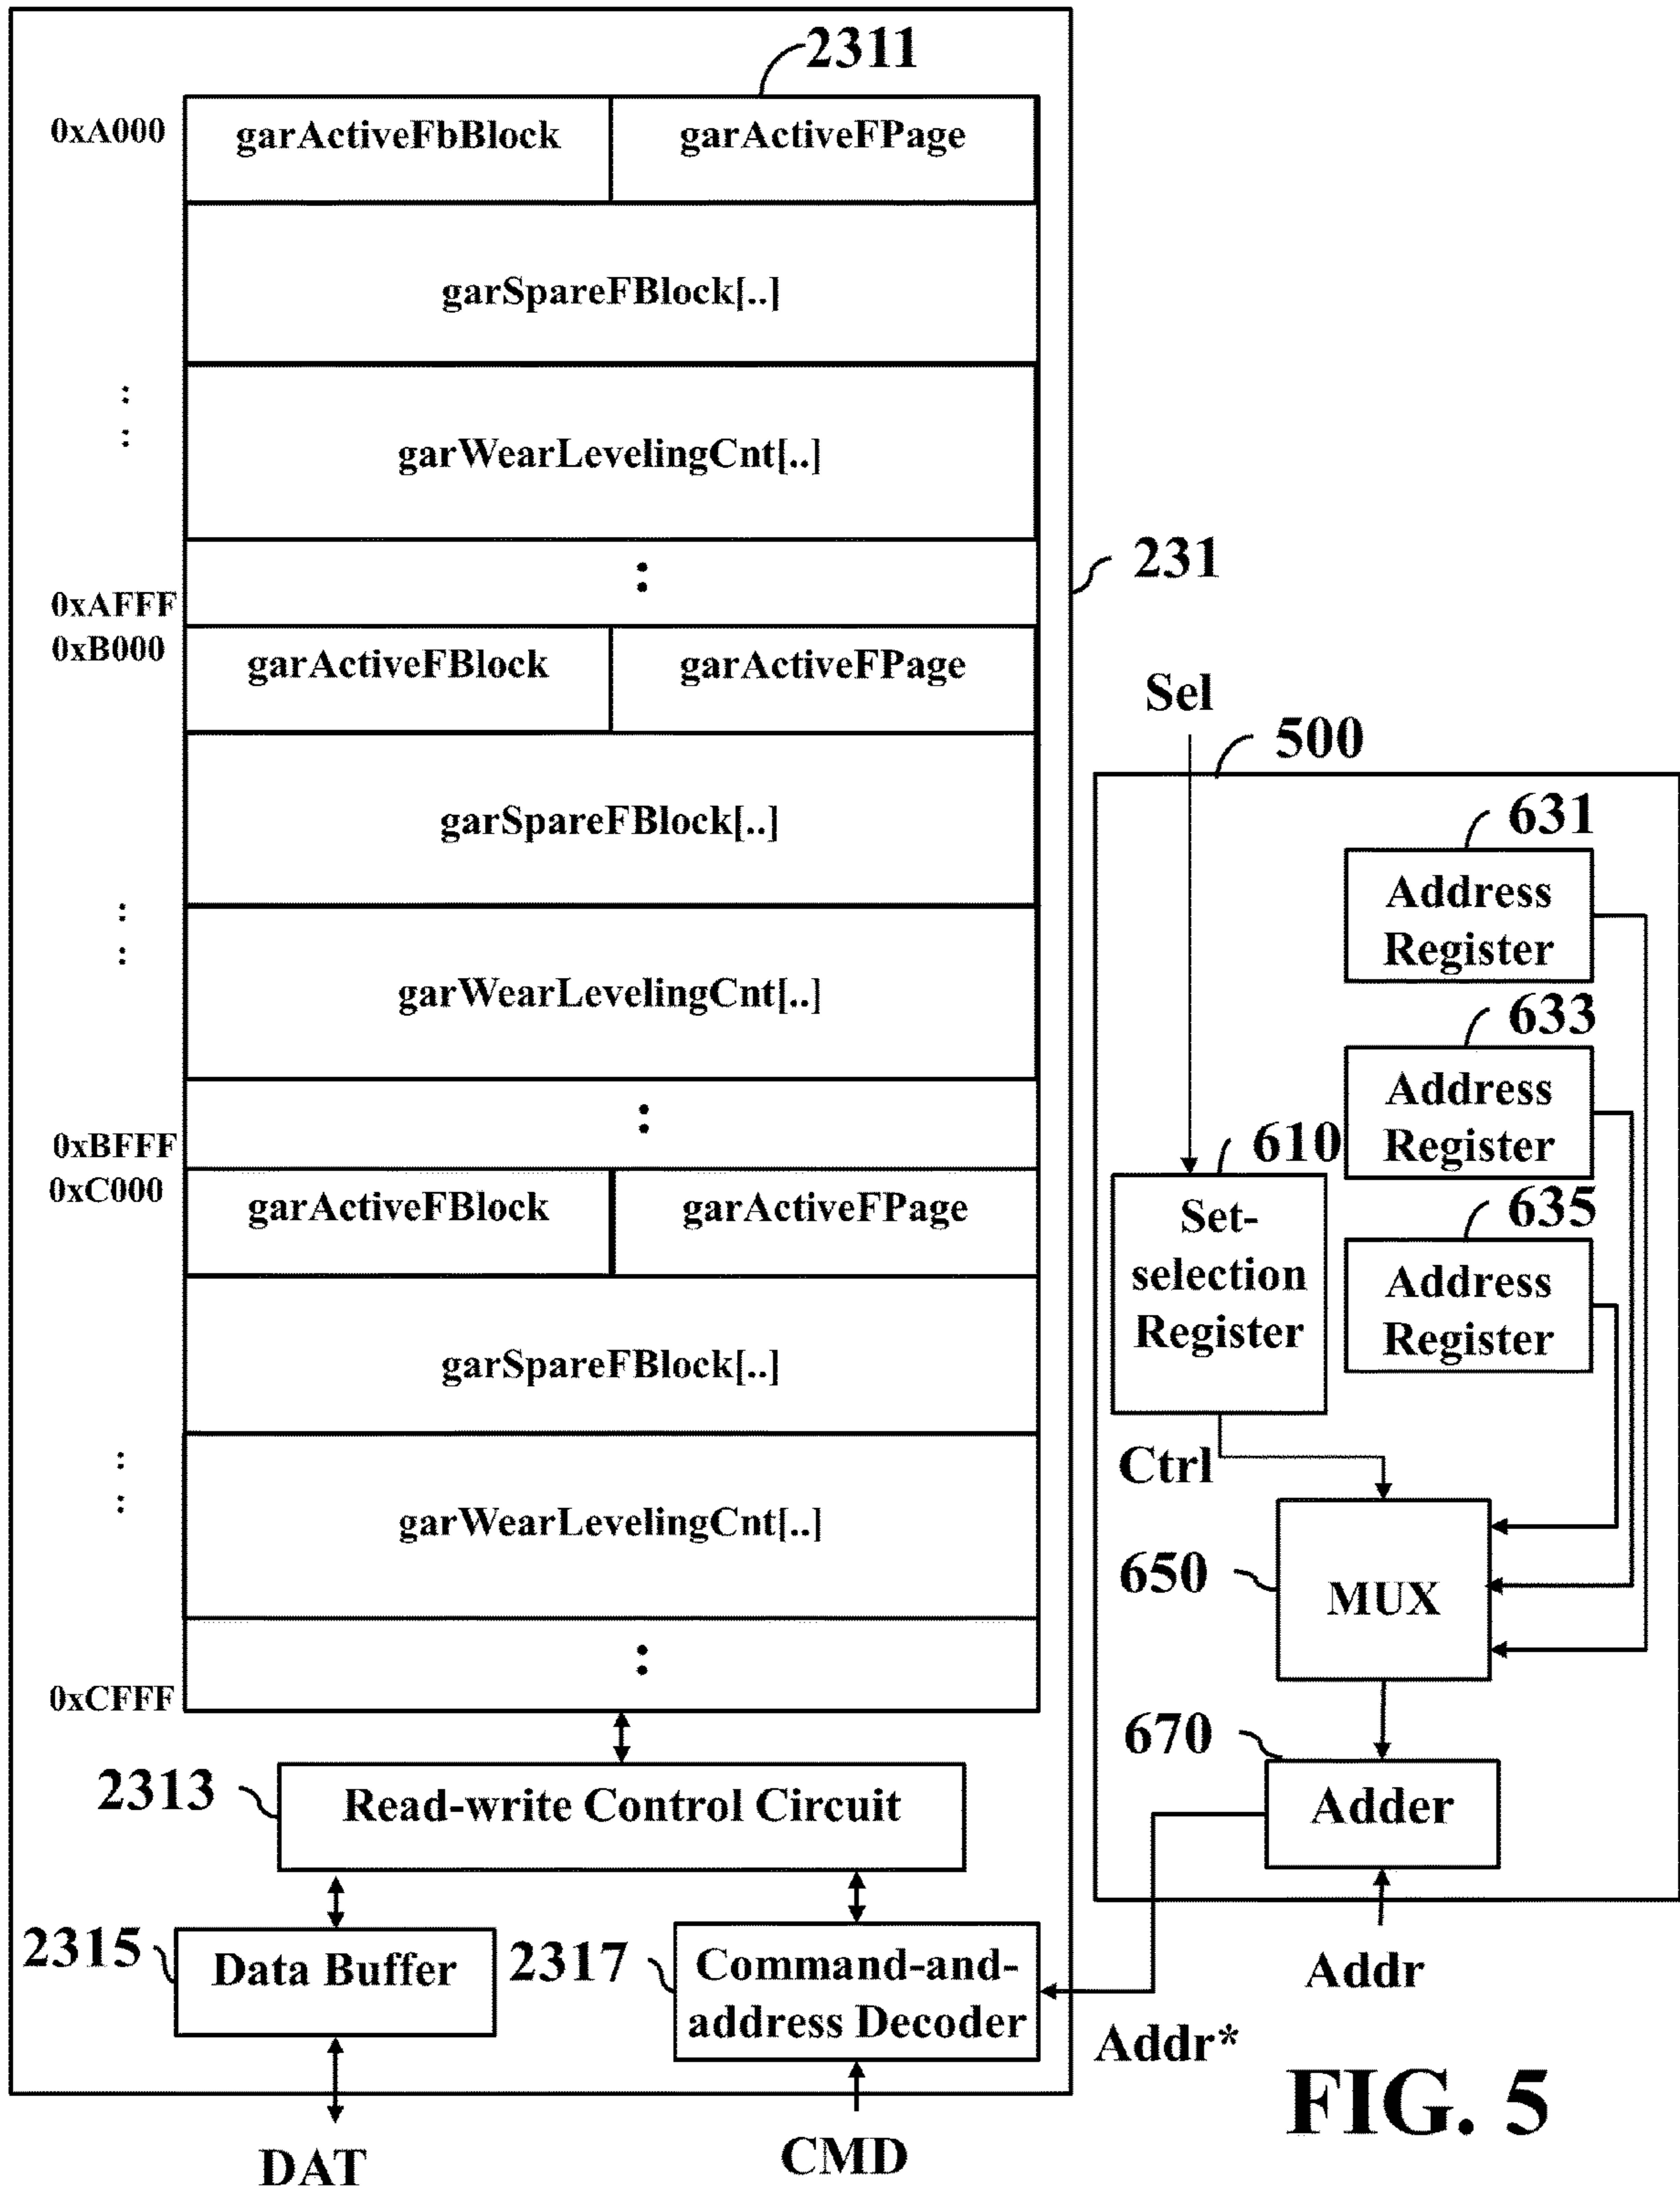 2311
0xA000
garActiveFbBlock
garActiveFPage
garSpareFBlock[..]
garWearLevelingCnt[..]
231
0xAFFF
0xB000
garActiveFBlock
garActiveFPage
garSpareFBlock[..]
garWearLevelingCnt[..]
0xBFFF
0xC000
garActiveFBlock
garActiveFPage
garSpareFBlock[..]
garWearLevelingCnt[..]
0xCFFF
2313
Read-write Control Circuit
2315
Data Buffer
2317
Command-and-
address Decoder
DAT
CMD
Sel
500
631
Address
Register
633
Address
Register
610
Set-
selection
Register
635
Address
Register
Ctrl
650
MUX
670
Adder
Addr
Addr*
FIG. 5